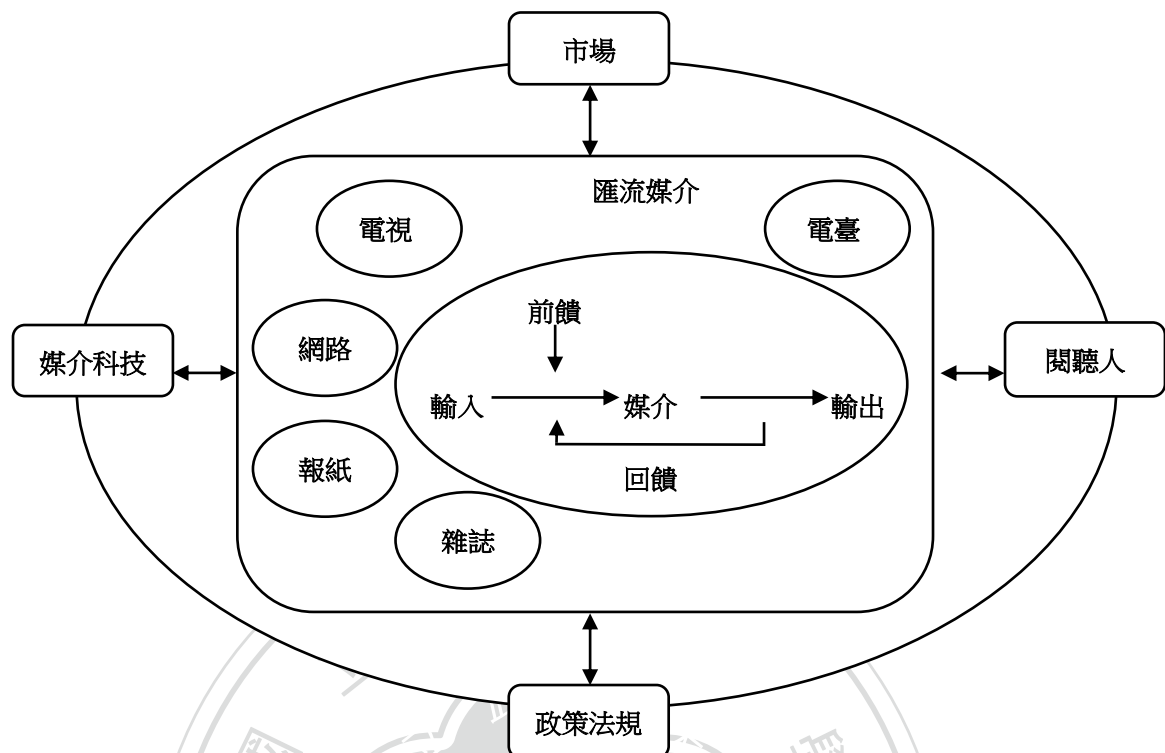 市場
匯流媒介
電視
電臺
前饋
網路
媒介科技
閱聽人
輸入
媒介
輸出
報紙
回饋
雜誌
政策法規